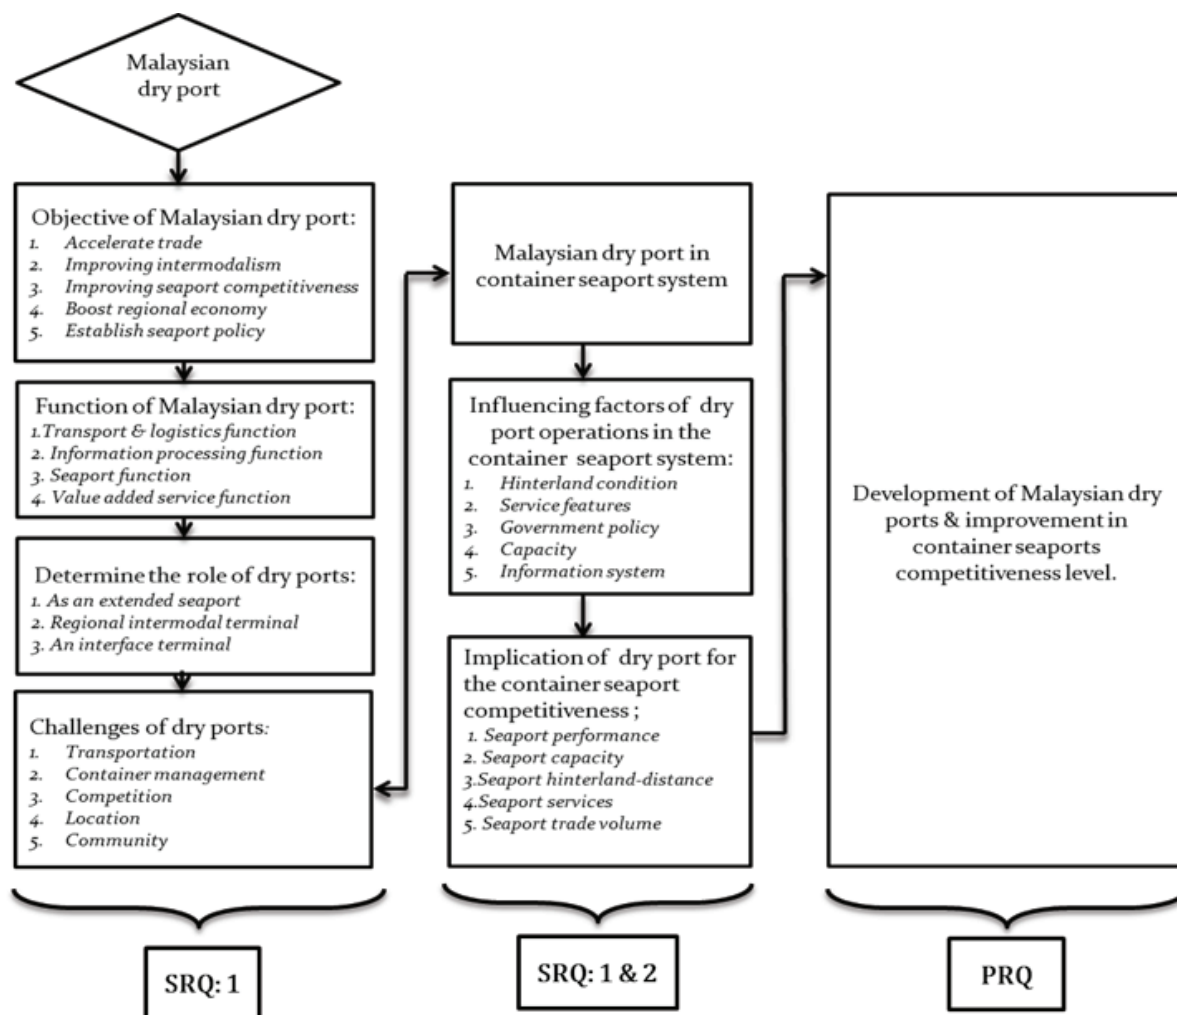 Malaysian
dry port
Objective of Malaysian dry port:
1. Accelerate trade
2. Improving intermodalism
3. Improving seaport competitiveness
4. Boost regional economy
5. Establish seaport policy
Function of Malaysian dry port:
1.Transport & logistics function
2. Information processing function
3. Seaport function
4. Value added service function
Determine the role of dry ports:
1. As an extended seaport
2. Regional intermodal terminal
3. An interface terminal
Challenges of dry ports:
1. Transportation
2. Container management
3. Competition
4. Location
5. Community
SRQ: 1
Malaysian dry port in
container seaport system
Influencing factors of dry
port operations in the
container seaport system:
1. Hinterland condition
2. Service features
3. Government policy
4. Capacity
5. Information system
Implication of dry port for
the container seaport
competitiveness ;
1. Seaport performance
2. Seaport capacity
3.Seaport hinterland-distance
4.Seaport services
5. Seaport trade volume
SRQ: 1 & 2
Development of Malaysian dry
ports & improvement in
container seaports
competitiveness level.
PRQ